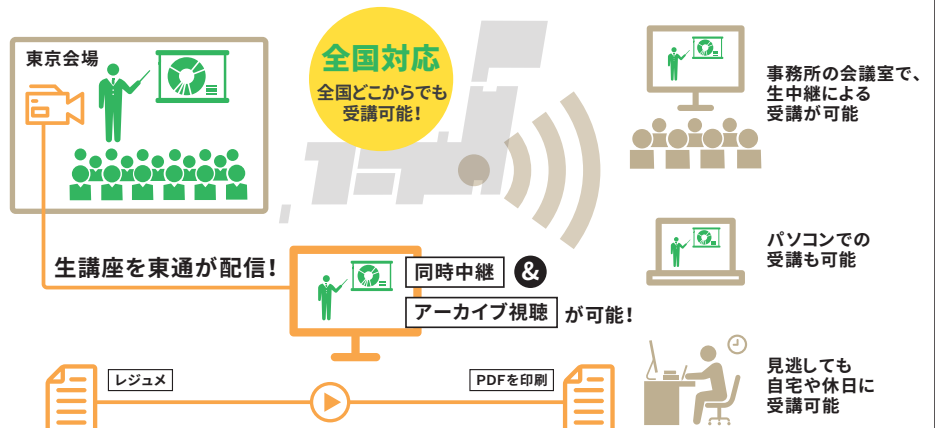 東京会場
全国対応
全国どこからでも
受講可能！
事務所の会議室で、
生中継による
受講が可能
生講座を東通が配信！
同時中継 &
アーカイブ視聴 が可能！
パソコンでの
受講も可能
レジュメ
PDFを印刷
見逃しても
自宅や休日に
受講可能